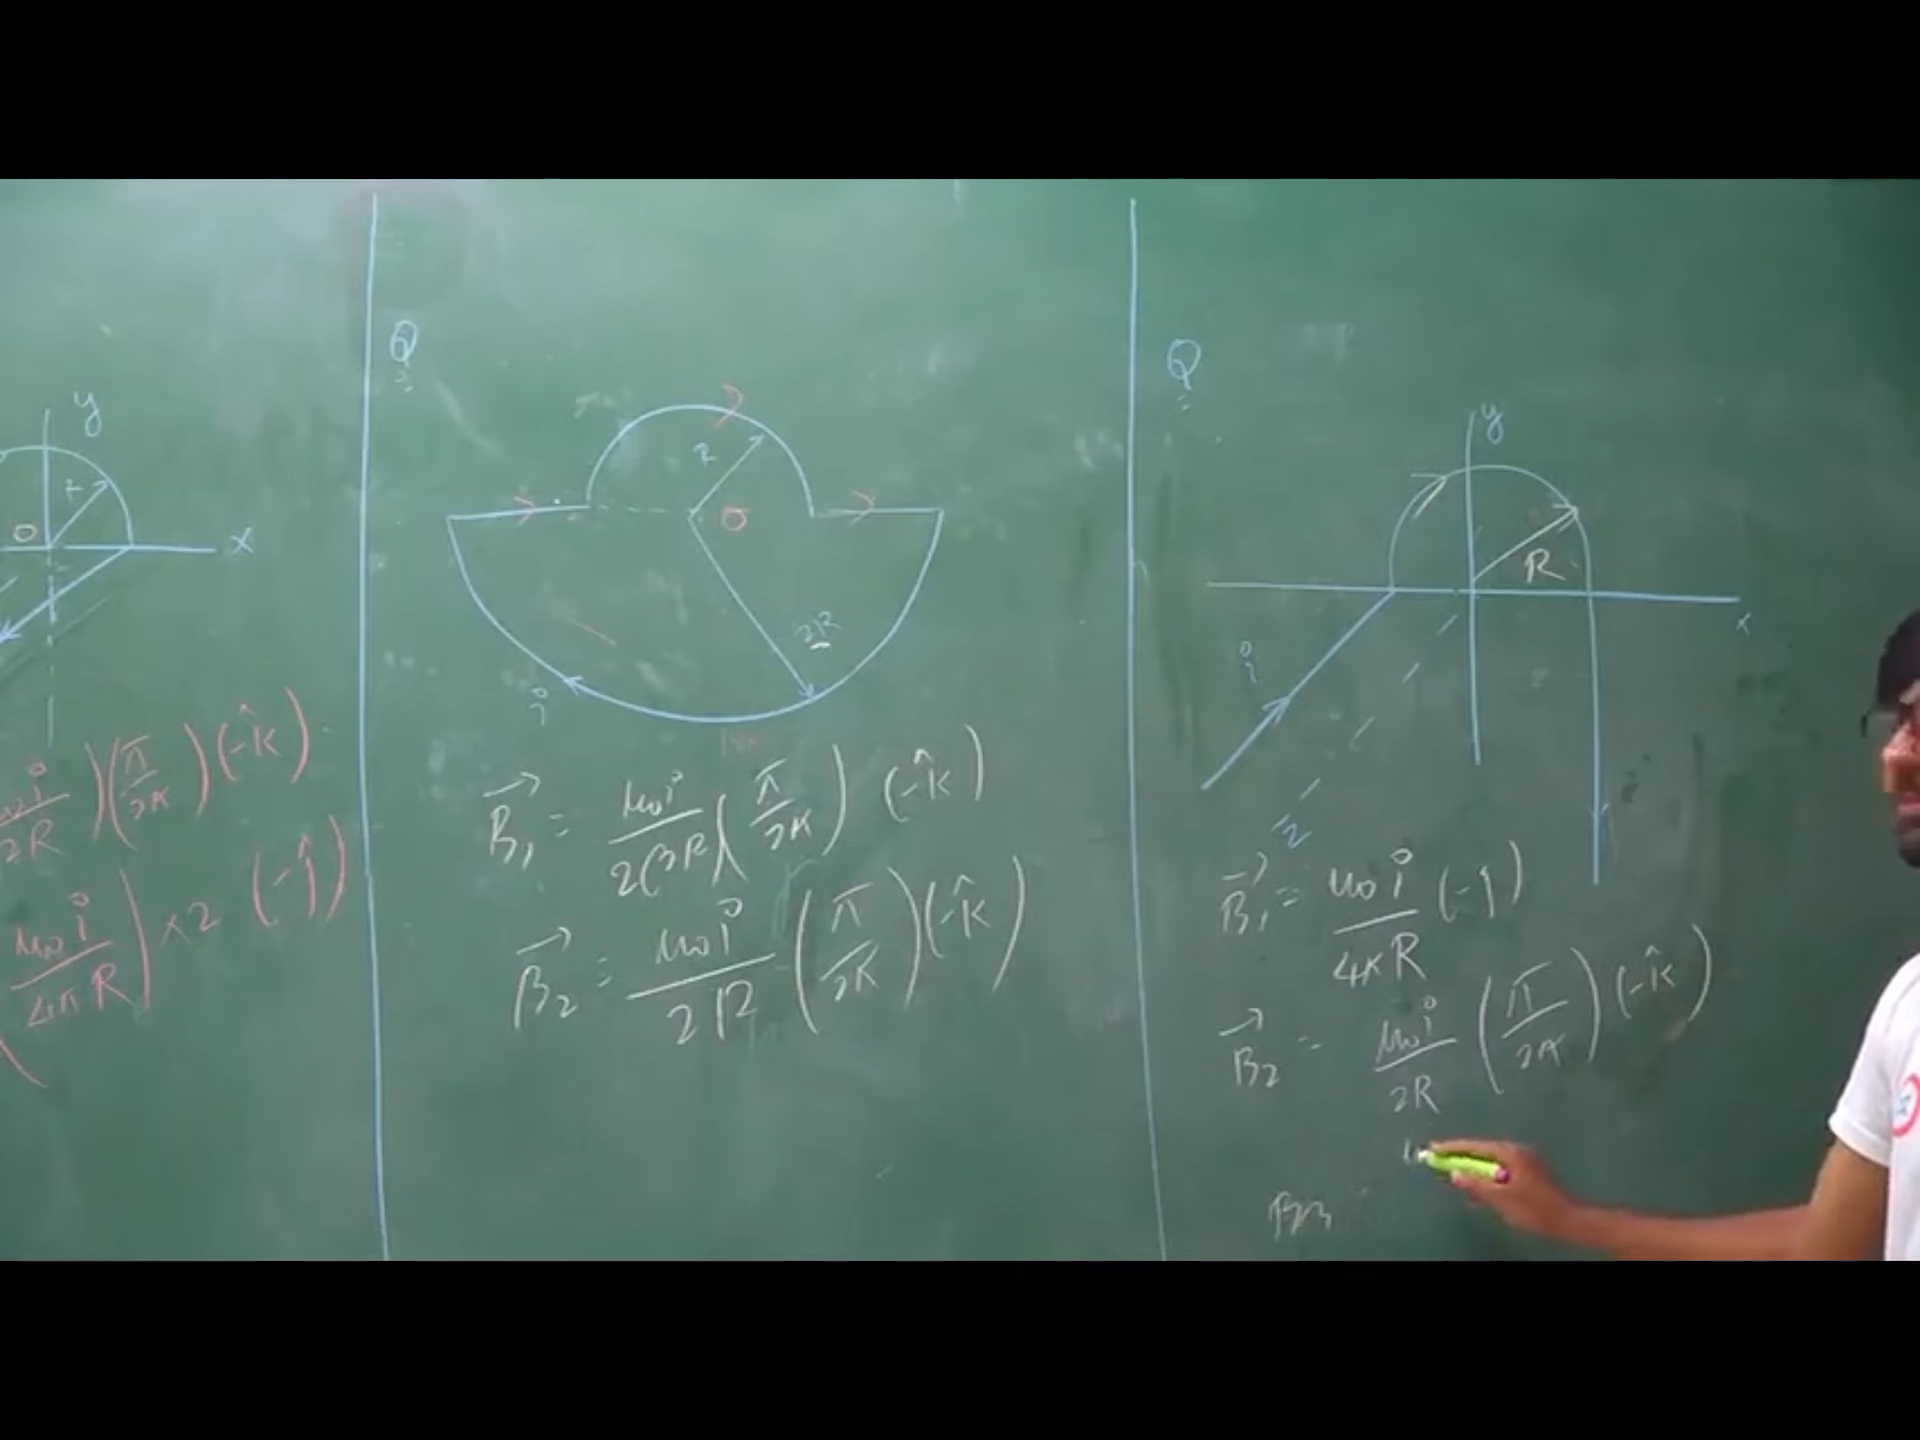 y
r
O
x
μ₀i/2R )(π/2π)(-k̂)
(μ₀i/4πR) ×2 (-ĵ)
Q
R
O
2R
i
B⃗₁ = μ₀i/2(3R) (π/2π) (-k̂)
B⃗₂ = μ₀i/2R (π/2π) (-k̂)
Q
y
R
x
i
z
B⃗₁ = μ₀i/4πR (-ĵ)
B⃗₂ = μ₀i/2R (π/2π) (-k̂)
B₃